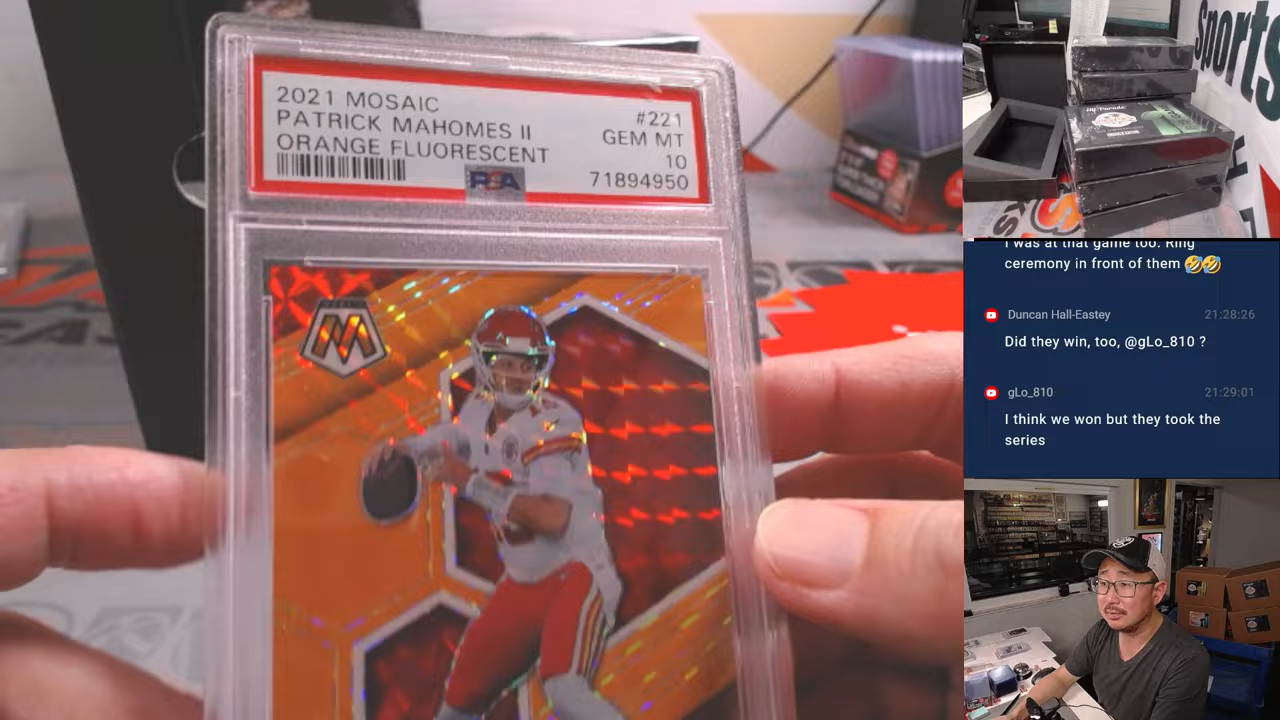 2021 MOSAIC
PATRICK MAHOMES II
ORANGE FLUORESCENT
#221
GEM MT
10
71894950
PSA
M
sports
I was at that game too. Ring
ceremony in front of them 🤣🤣
Duncan Hall-Eastey 21:28:26
Did they win, too, @gLo_810 ?
gLo_810 21:29:01
I think we won but they took the
series